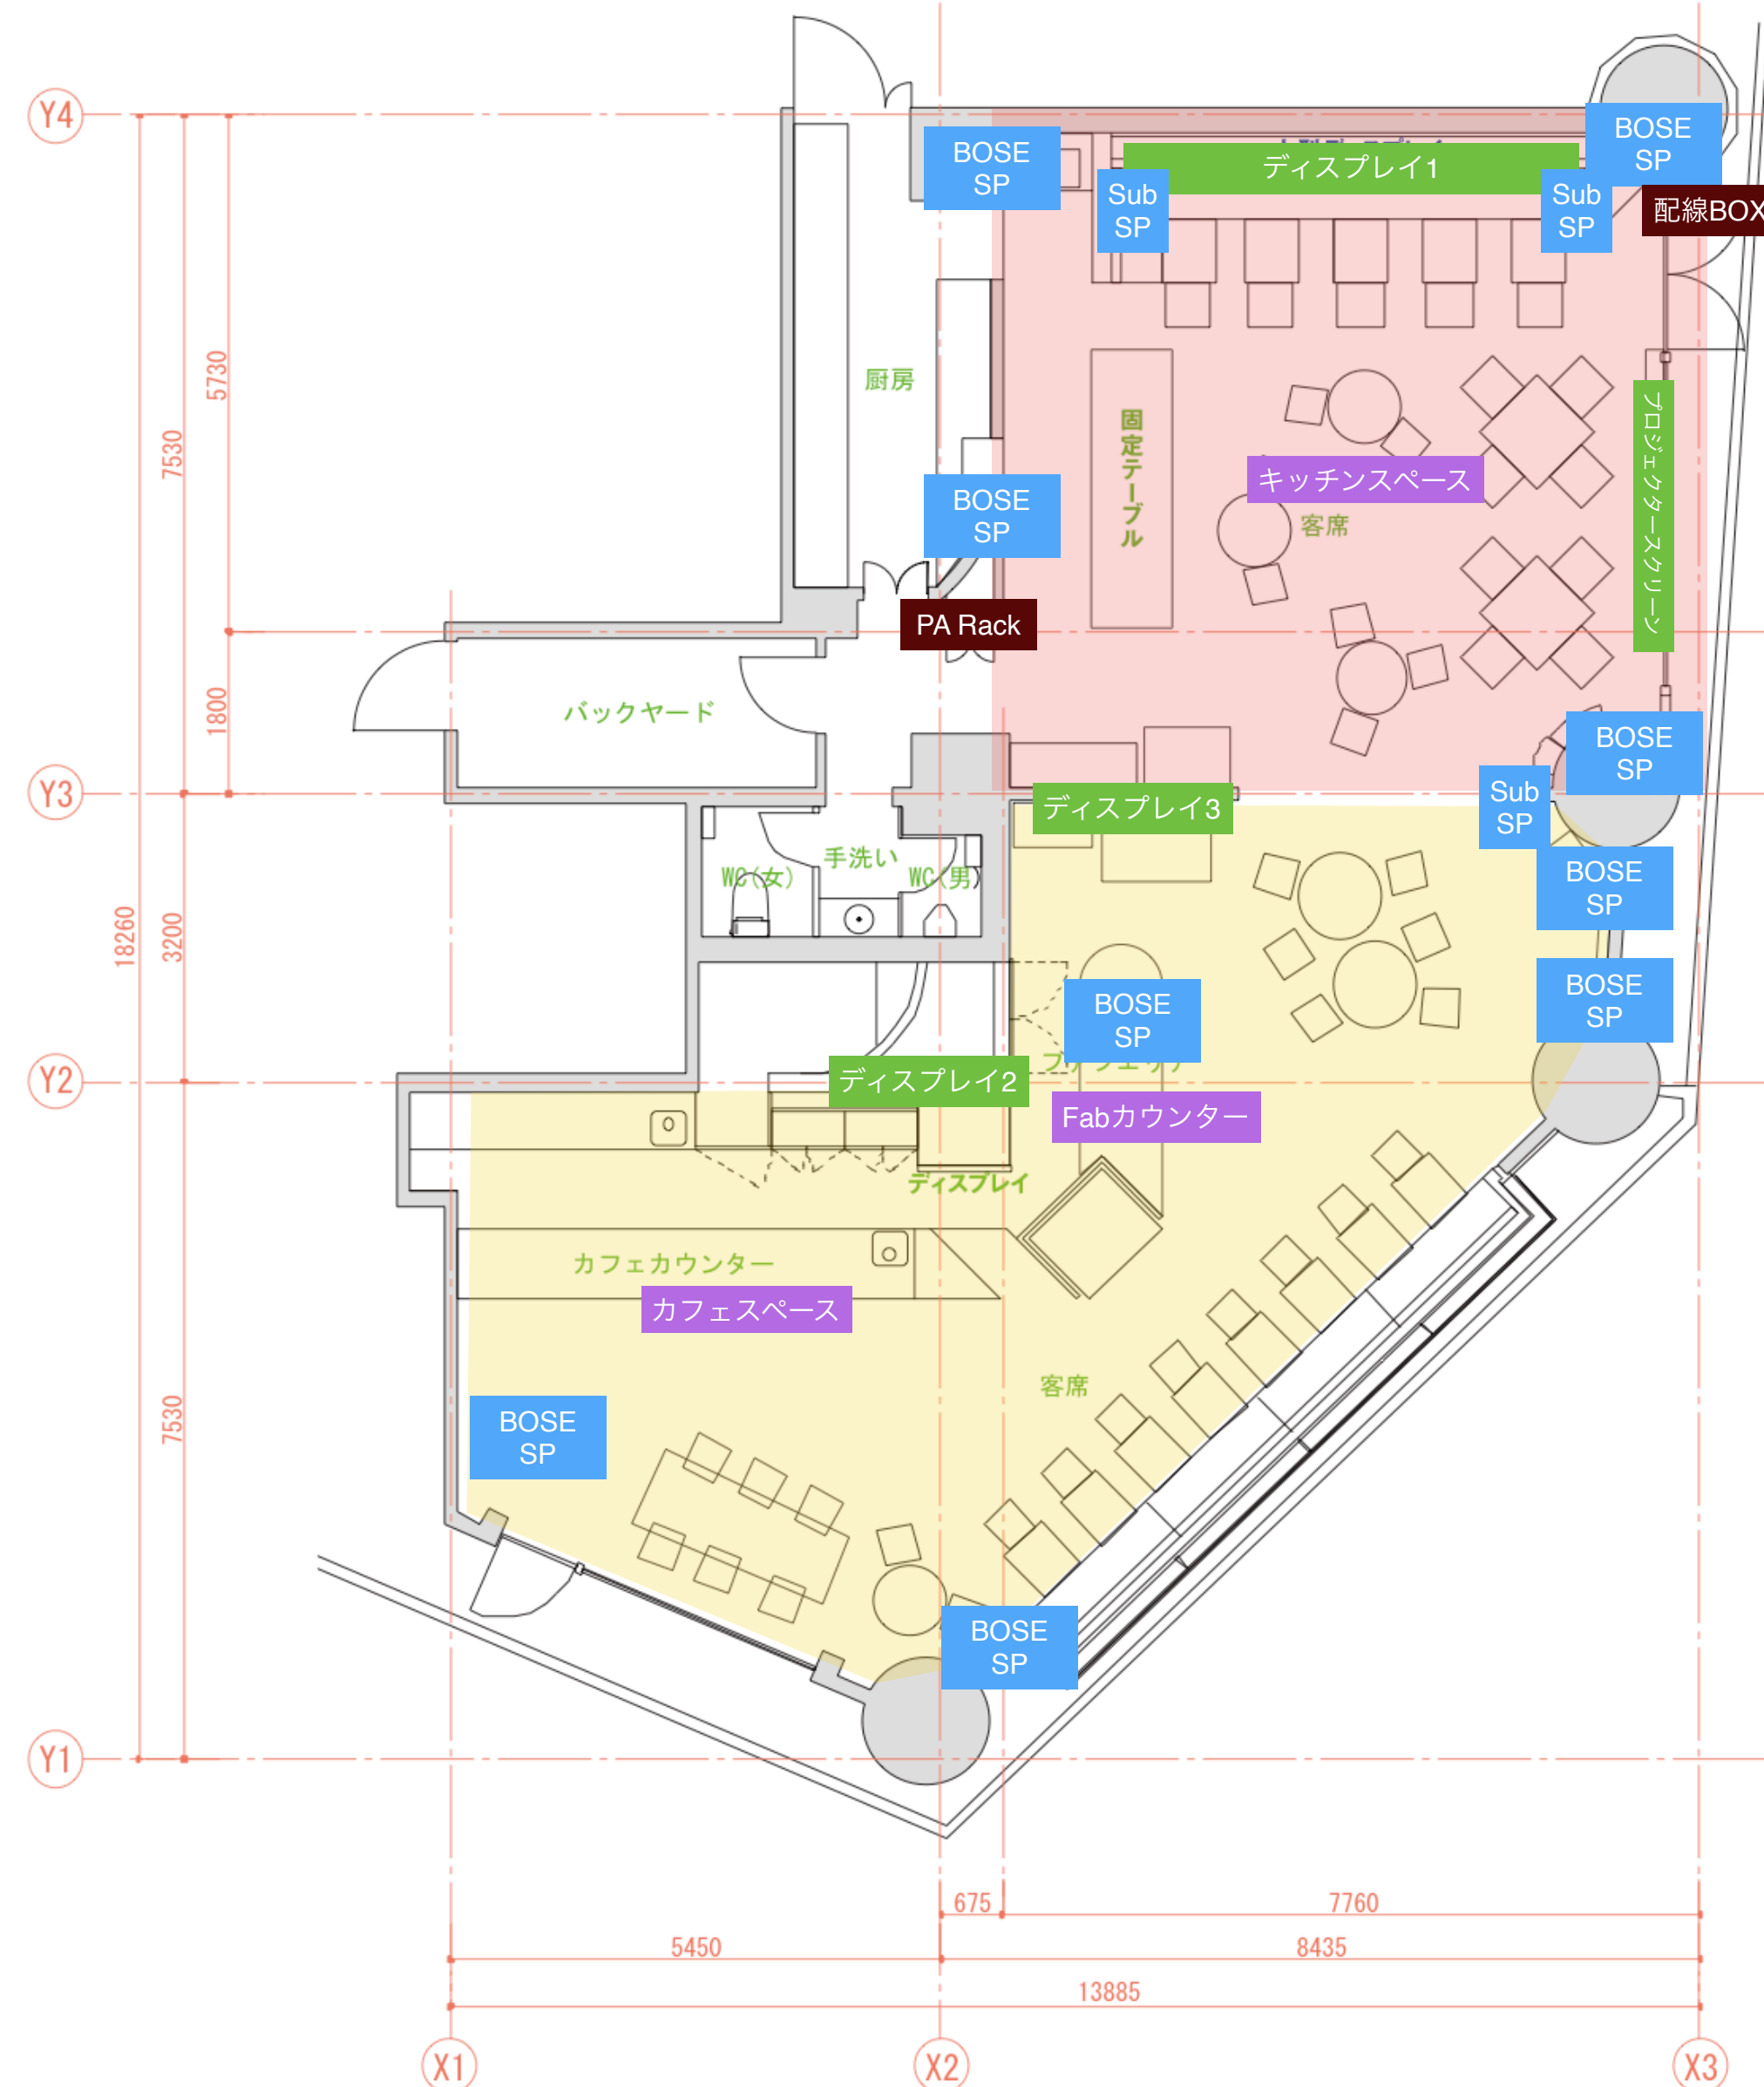 Y4
BOSE
SP
ディスプレイ1
BOSE
SP
Sub
SP
Sub
SP
配線BOX
5730
7530
厨房
固定テーブル
プロジェクタースクリーン
キッチンスペース
客席
BOSE
SP
PA Rack
1800
バックヤード
BOSE
SP
Y3
ディスプレイ3
Sub
SP
手洗い
WC(女)
WC(男)
BOSE
SP
18260
3200
BOSE
SP
BOSE
SP
Y2
ディスプレイ2
Fabカウンター
ディスプレイ
カフェカウンター
カフェスペース
客席
7530
BOSE
SP
BOSE
SP
Y1
675
7760
5450
8435
13885
X1
X2
X3